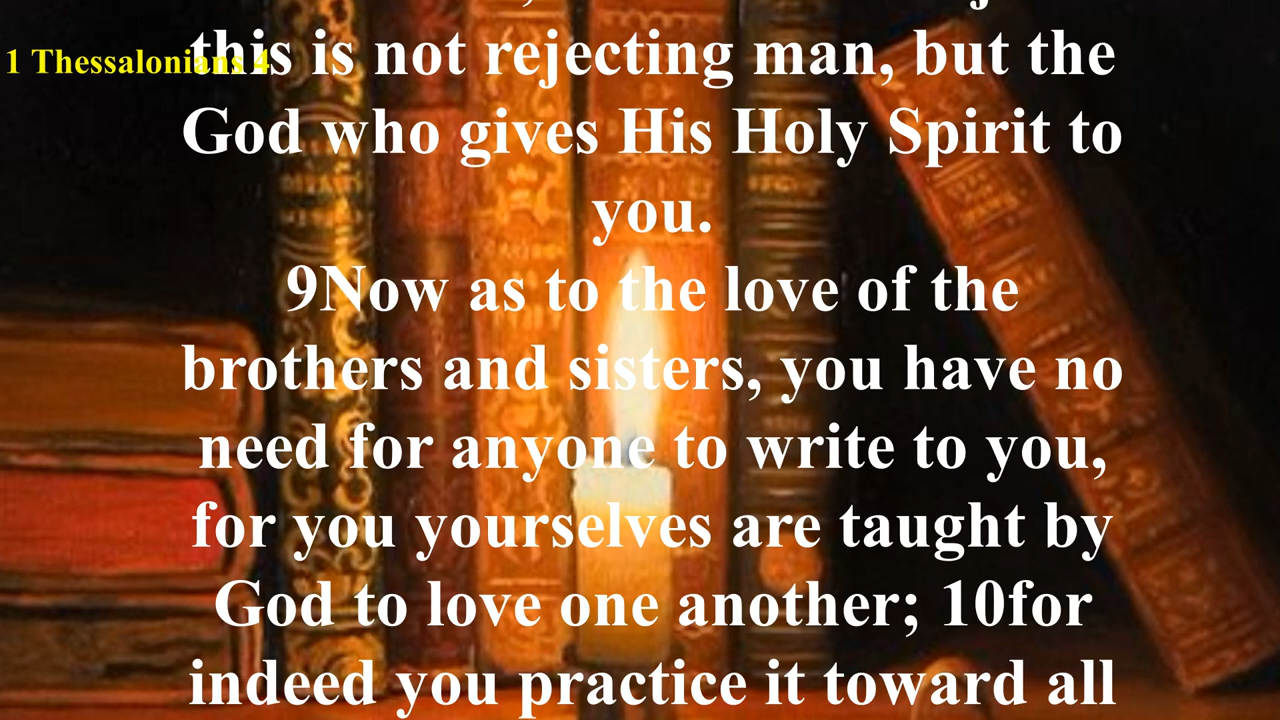 1 Thessalonians 4
this is not rejecting man, but the
God who gives His Holy Spirit to
you.
9Now as to the love of the
brothers and sisters, you have no
need for anyone to write to you,
for you yourselves are taught by
God to love one another; 10for
indeed you practice it toward all